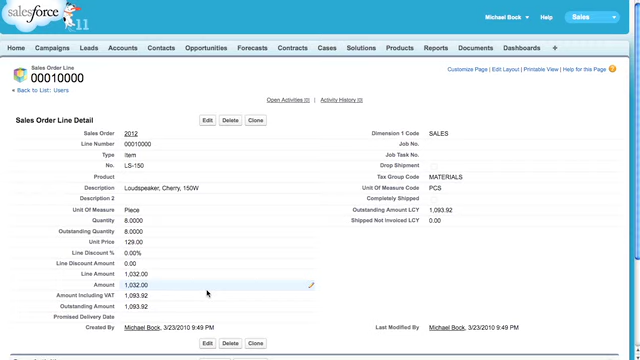 salesforce
11
Michael Bock
Help
Sales
Home Campaigns Leads Accounts Contacts Opportunities Forecasts Contracts Cases Solutions Products Reports Documents Dashboards +
Sales Order Line
00010000
Customize Page | Edit Layout | Printable View | Help for this Page ?
« Back to List: Users
Open Activities [0] | Activity History [0]
Sales Order Line Detail
Edit Delete Clone
Sales Order 2012 Dimension 1 Code SALES
Line Number 00010000 Job No.
Type Item Job Task No.
No. LS-150 Drop Shipment
Product Tax Group Code MATERIALS
Description Loudspeaker, Cherry, 150W Unit Of Measure Code PCS
Description 2 Completely Shipped
Unit Of Measure Piece Outstanding Amount LCY 1,093.92
Quantity 8.0000 Shipped Not Invoiced LCY 0.00
Outstanding Quantity 8.0000
Unit Price 129.00
Line Discount % 0.00%
Line Discount Amount 0.00
Line Amount 1,032.00
Amount 1,032.00
Amount Including VAT 1,093.92
Outstanding Amount 1,093.92
Promised Delivery Date
Created By Michael Bock, 3/23/2010 9:49 PM Last Modified By Michael Bock, 3/23/2010 9:49 PM
Edit Delete Clone